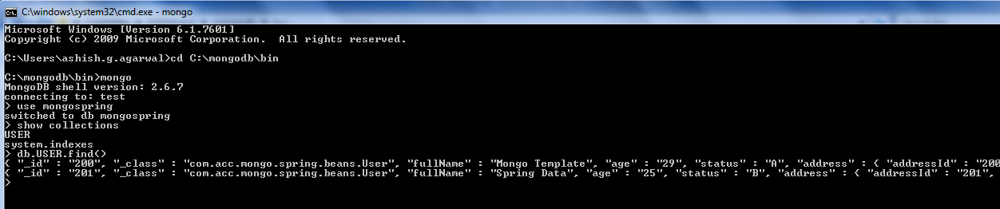 C:\windows\system32\cmd.exe - mongo
Microsoft Windows [Version 6.1.7601]
Copyright (c) 2009 Microsoft Corporation.  All rights reserved.
C:\Users\ashish.g.agarwal>cd C:\mongodb\bin
C:\mongodb\bin>mongo
MongoDB shell version: 2.6.7
connecting to: test
> use mongospring
switched to db mongospring
> show collections
USER
system.indexes
> db.USER.find()
{ "_id" : "200", "_class" : "com.acc.mongo.spring.beans.User", "fullName" : "Mongo Template", "age" : "29", "status" : "A", "address" : { "addressId" : "200
{ "_id" : "201", "_class" : "com.acc.mongo.spring.beans.User", "fullName" : "Spring Data", "age" : "25", "status" : "B", "address" : { "addressId" : "201",
>